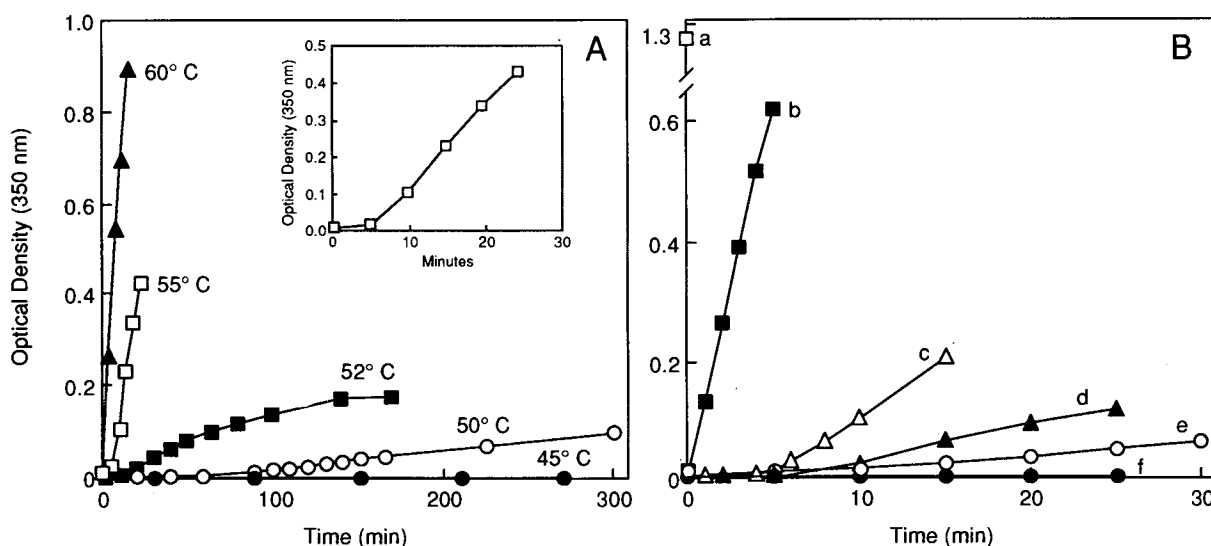 A
Optical Density (350 nm)
1.0
0.8
0.6
0.4
0.2
0
0
100
200
300
Time (min)
60° C
55° C
52° C
50° C
45° C
Optical Density (350 nm)
0.5
0.4
0.3
0.2
0.1
0.0
0
10
20
30
Minutes
B
1.3
0.6
0.4
0.2
0
0
10
20
30
Time (min)
a
b
c
d
e
f